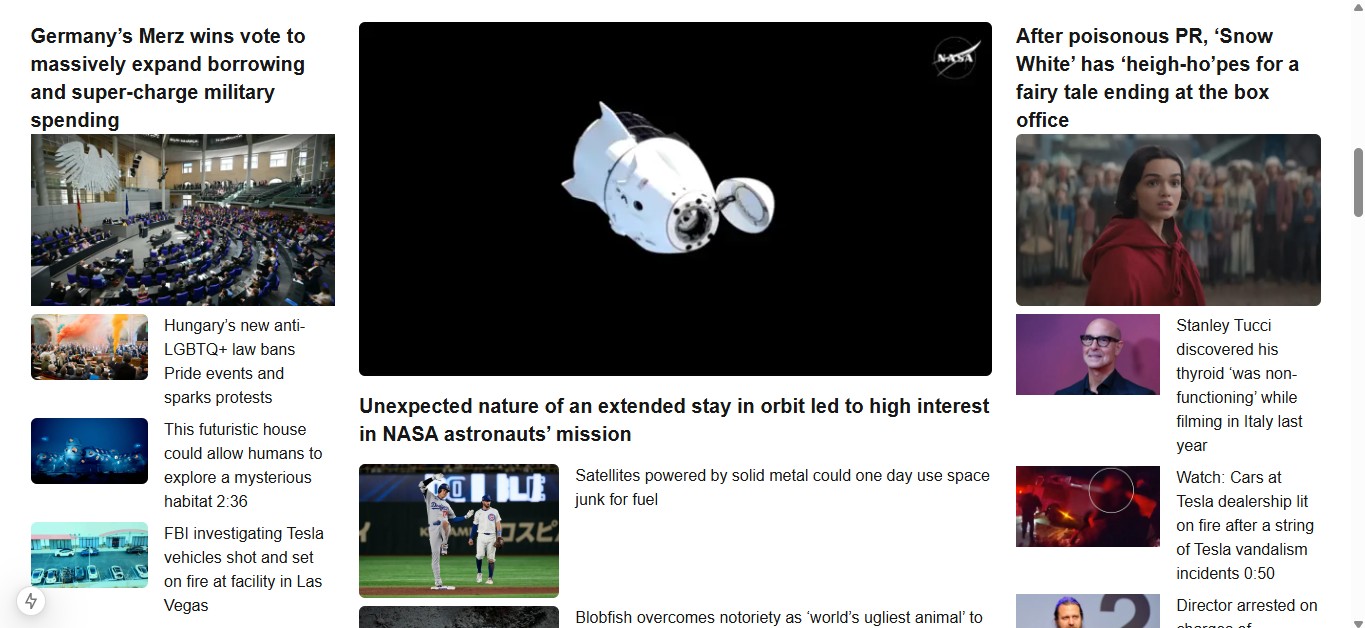 Germany’s Merz wins vote to
massively expand borrowing
and super-charge military
spending
Hungary’s new anti-
LGBTQ+ law bans
Pride events and
sparks protests
This futuristic house
could allow humans to
explore a mysterious
habitat 2:36
FBI investigating Tesla
vehicles shot and set
on fire at facility in Las
Vegas
NASA
Unexpected nature of an extended stay in orbit led to high interest
in NASA astronauts’ mission
Satellites powered by solid metal could one day use space
junk for fuel
Dodgers
コスピ
Blobfish overcomes notoriety as ‘world’s ugliest animal’ to
After poisonous PR, ‘Snow
White’ has ‘heigh-ho’pes for a
fairy tale ending at the box
office
Stanley Tucci
discovered his
thyroid ‘was non-
functioning’ while
filming in Italy last
year
Watch: Cars at
Tesla dealership lit
on fire after a string
of Tesla vandalism
incidents 0:50
2
Director arrested on
charges of